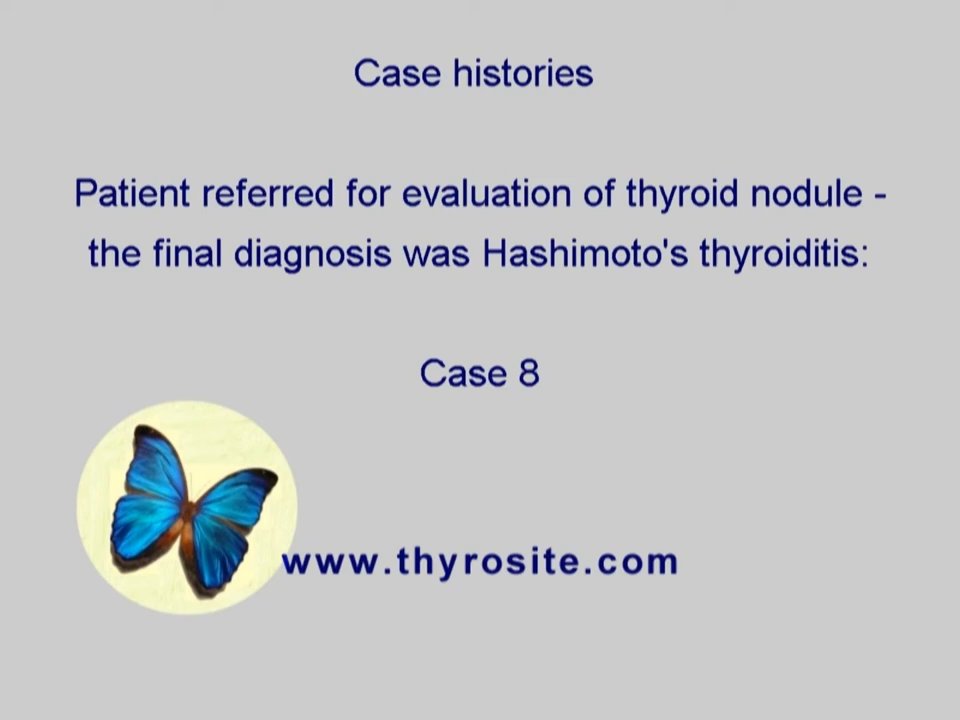 Case histories
Patient referred for evaluation of thyroid nodule -
the final diagnosis was Hashimoto's thyroiditis:
Case 8
www.thyrosite.com